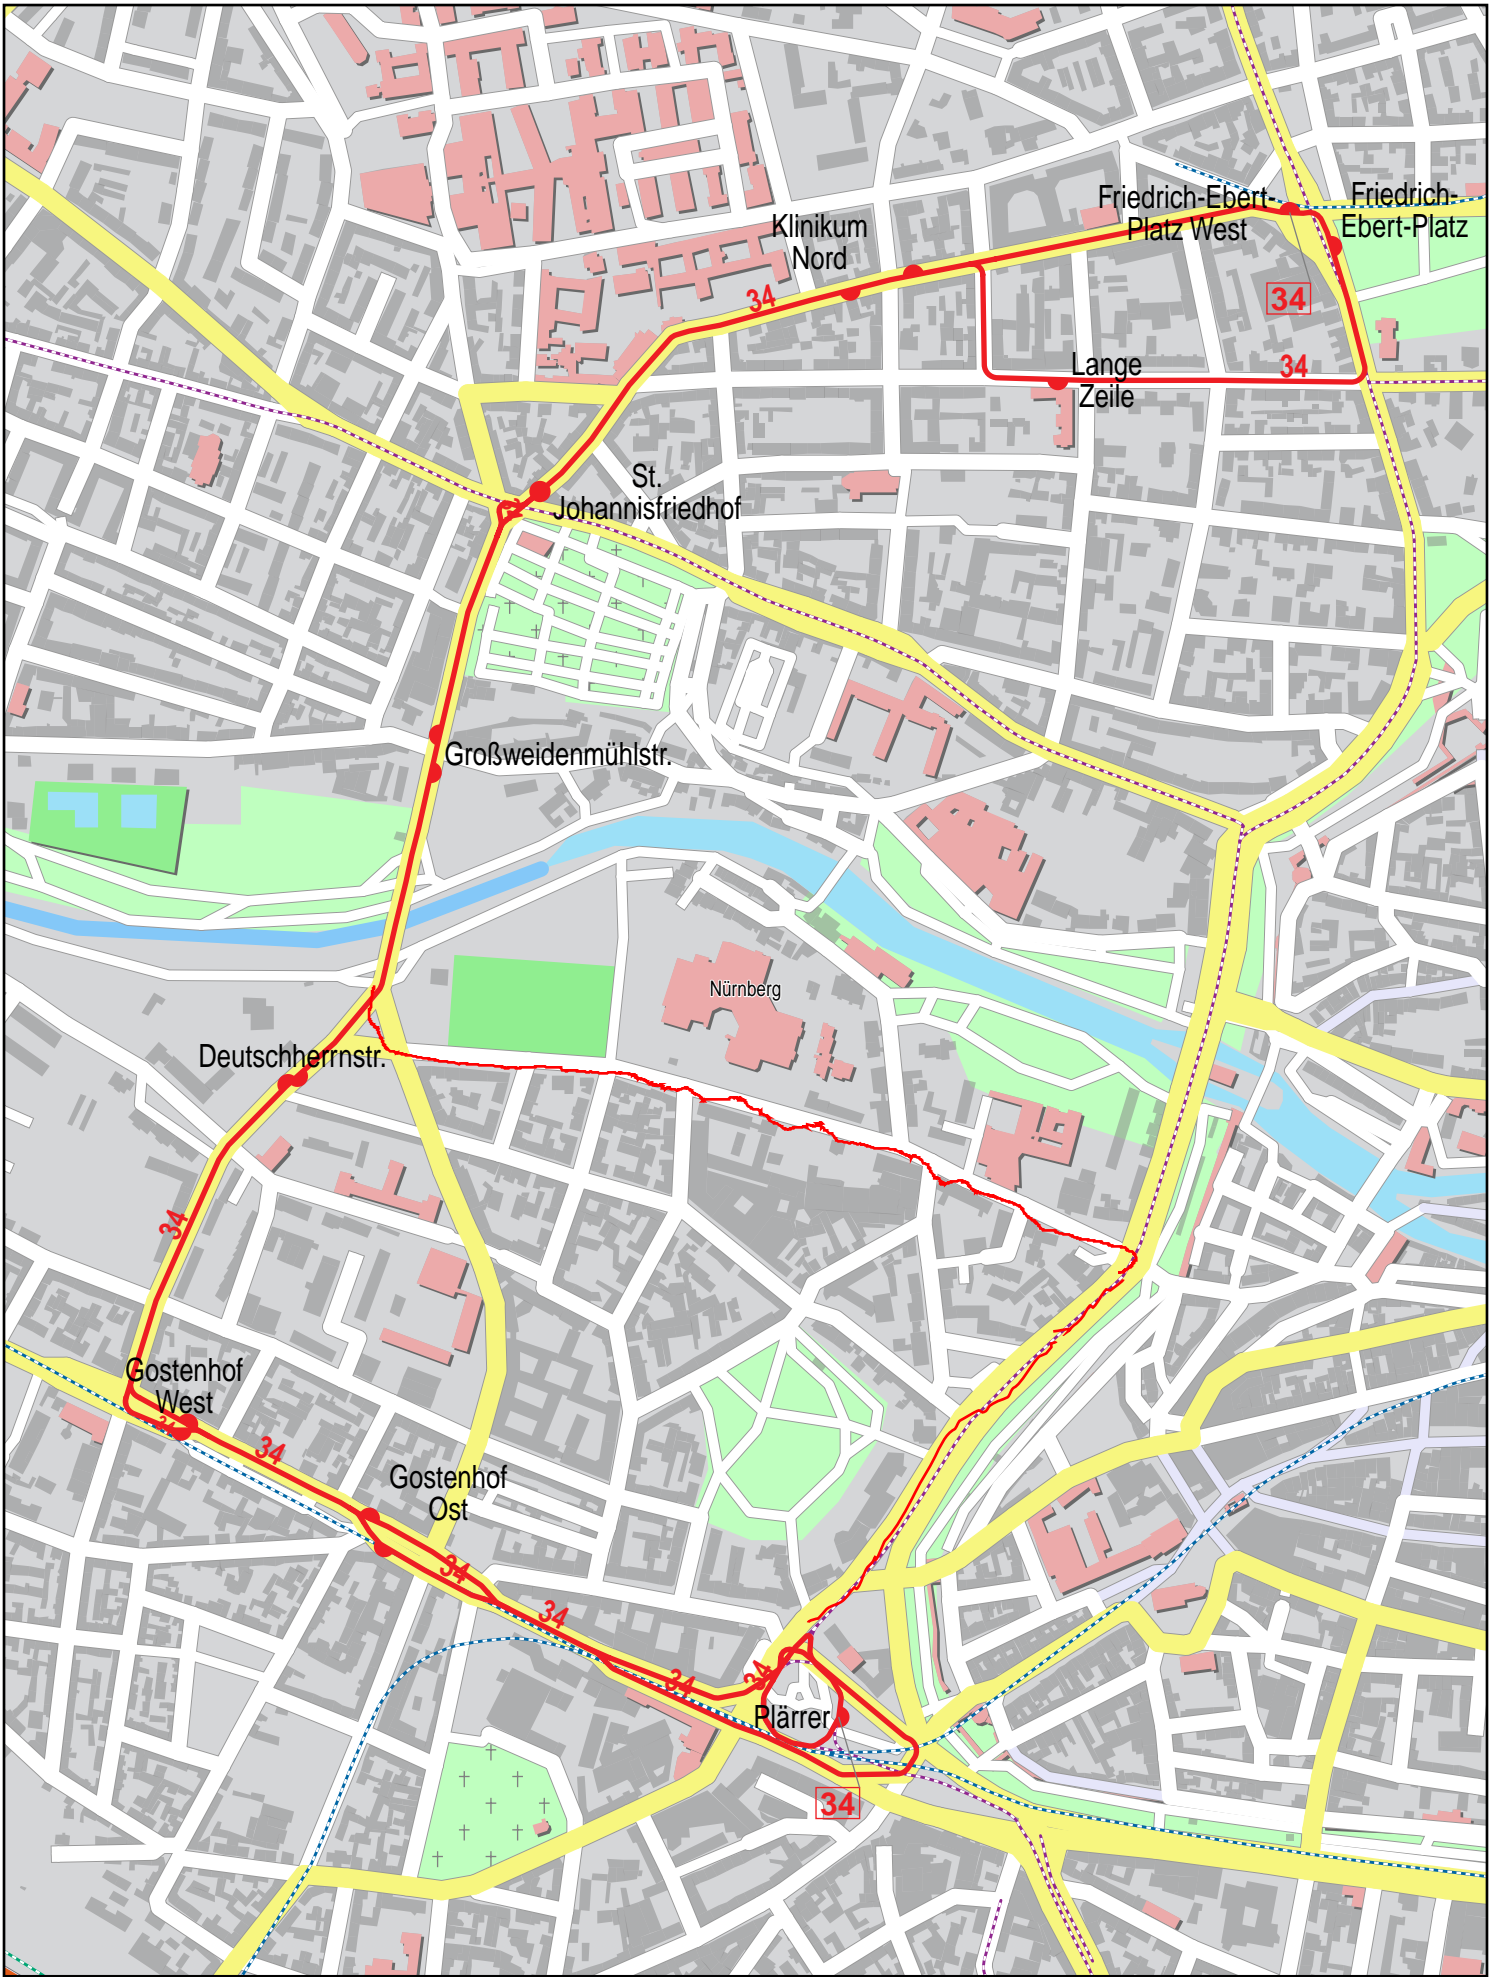 Friedrich-Ebert-
Platz West
Friedrich-
Ebert-Platz
Klinikum
Nord
34
34
Lange
Zeile
34
St.
Johannisfriedhof
Großweidenmühlstr.
Nürnberg
Deutschherrnstr.
34
Gostenhof
West
34
34
Gostenhof
Ost
34
34
34
34
Plärrer
34